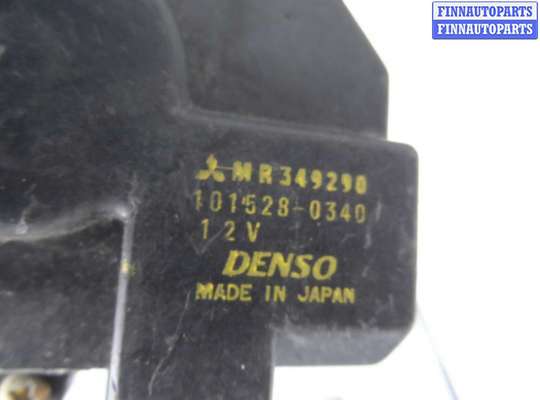 FINNAUTOPARTS
FINNAUTOPARTS
MR349290
101528-0340
12V
DENSO
MADE IN JAPAN